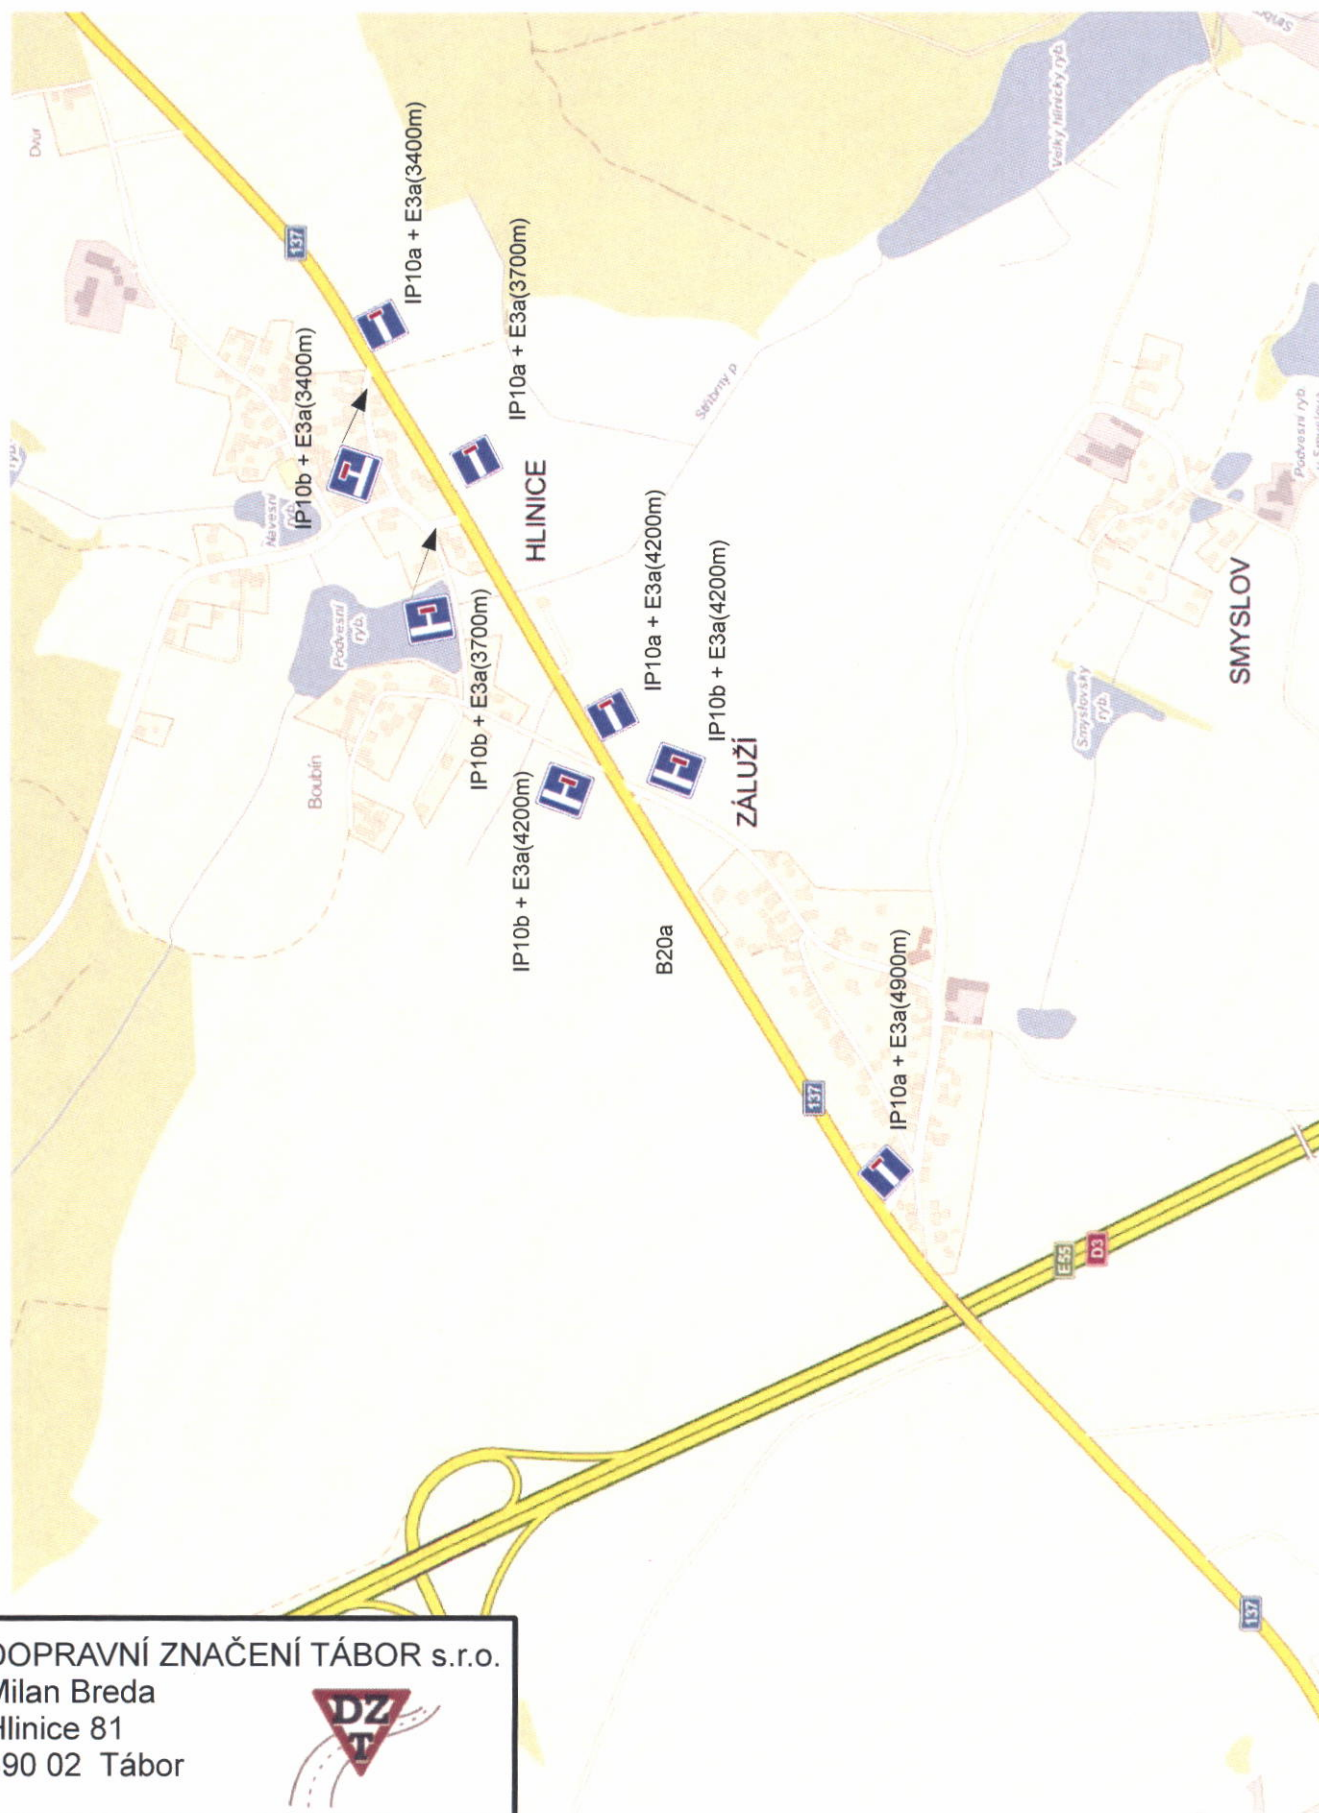 Dvůr
137
IP10a + E3a(3400m)
IP10b + E3a(3400m)
IP10a + E3a(3700m)
Velký hlinický ryb.
Stříbrný p
Návesní
ryb.
HLINICE
Podvesní
ryb.
IP10b + E3a(3700m)
IP10a + E3a(4200m)
IP10b + E3a(4200m)
ZÁLUŽÍ
Boubín
IP10b + E3a(4200m)
B20a
Podvesní ryb.
SMYSLOV
Smyslovský
ryb.
IP10a + E3a(4900m)
137
E55
D3
137
DOPRAVNÍ ZNAČENÍ TÁBOR s.r.o.
Milan Breda
Hlinice 81
90 02 Tábor
DZ
T